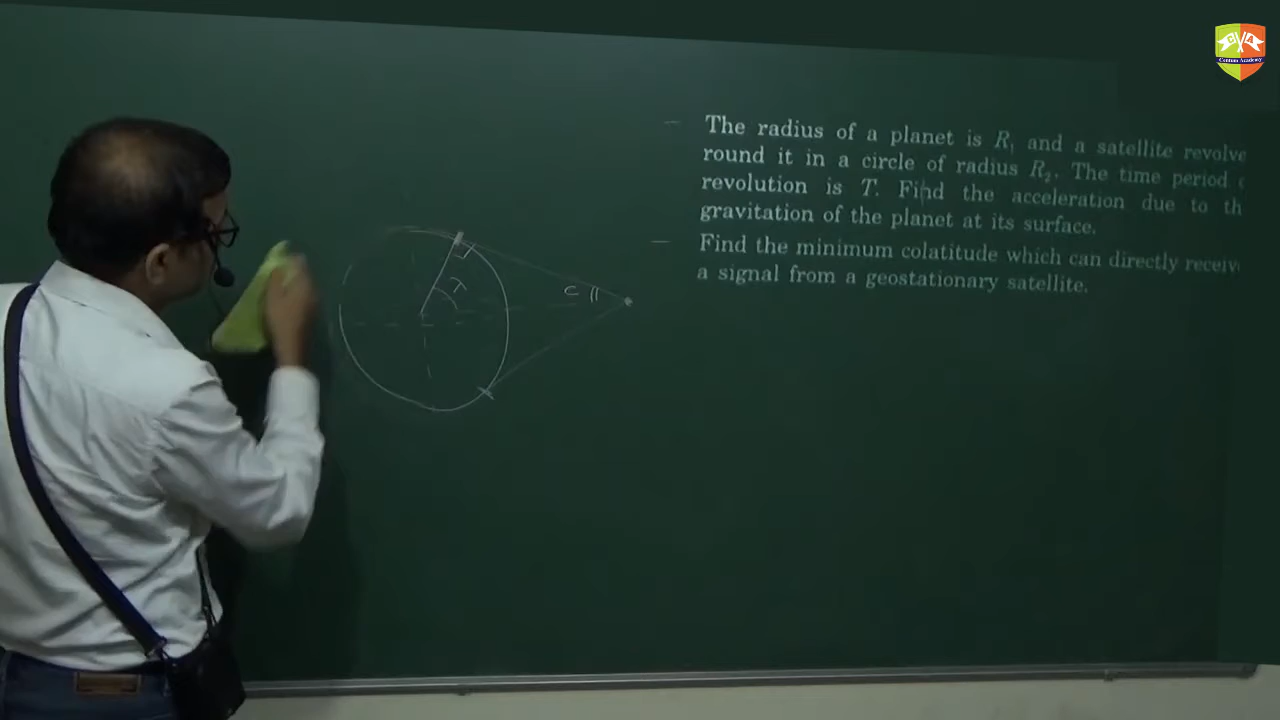 The radius of a planet is R₁ and a satellite revolve
round it in a circle of radius R₂. The time period
revolution is T. Find the acceleration due to th
gravitation of the planet at its surface.
Find the minimum colatitude which can directly receiv
a signal from a geostationary satellite.
λ
c
Centum Academy